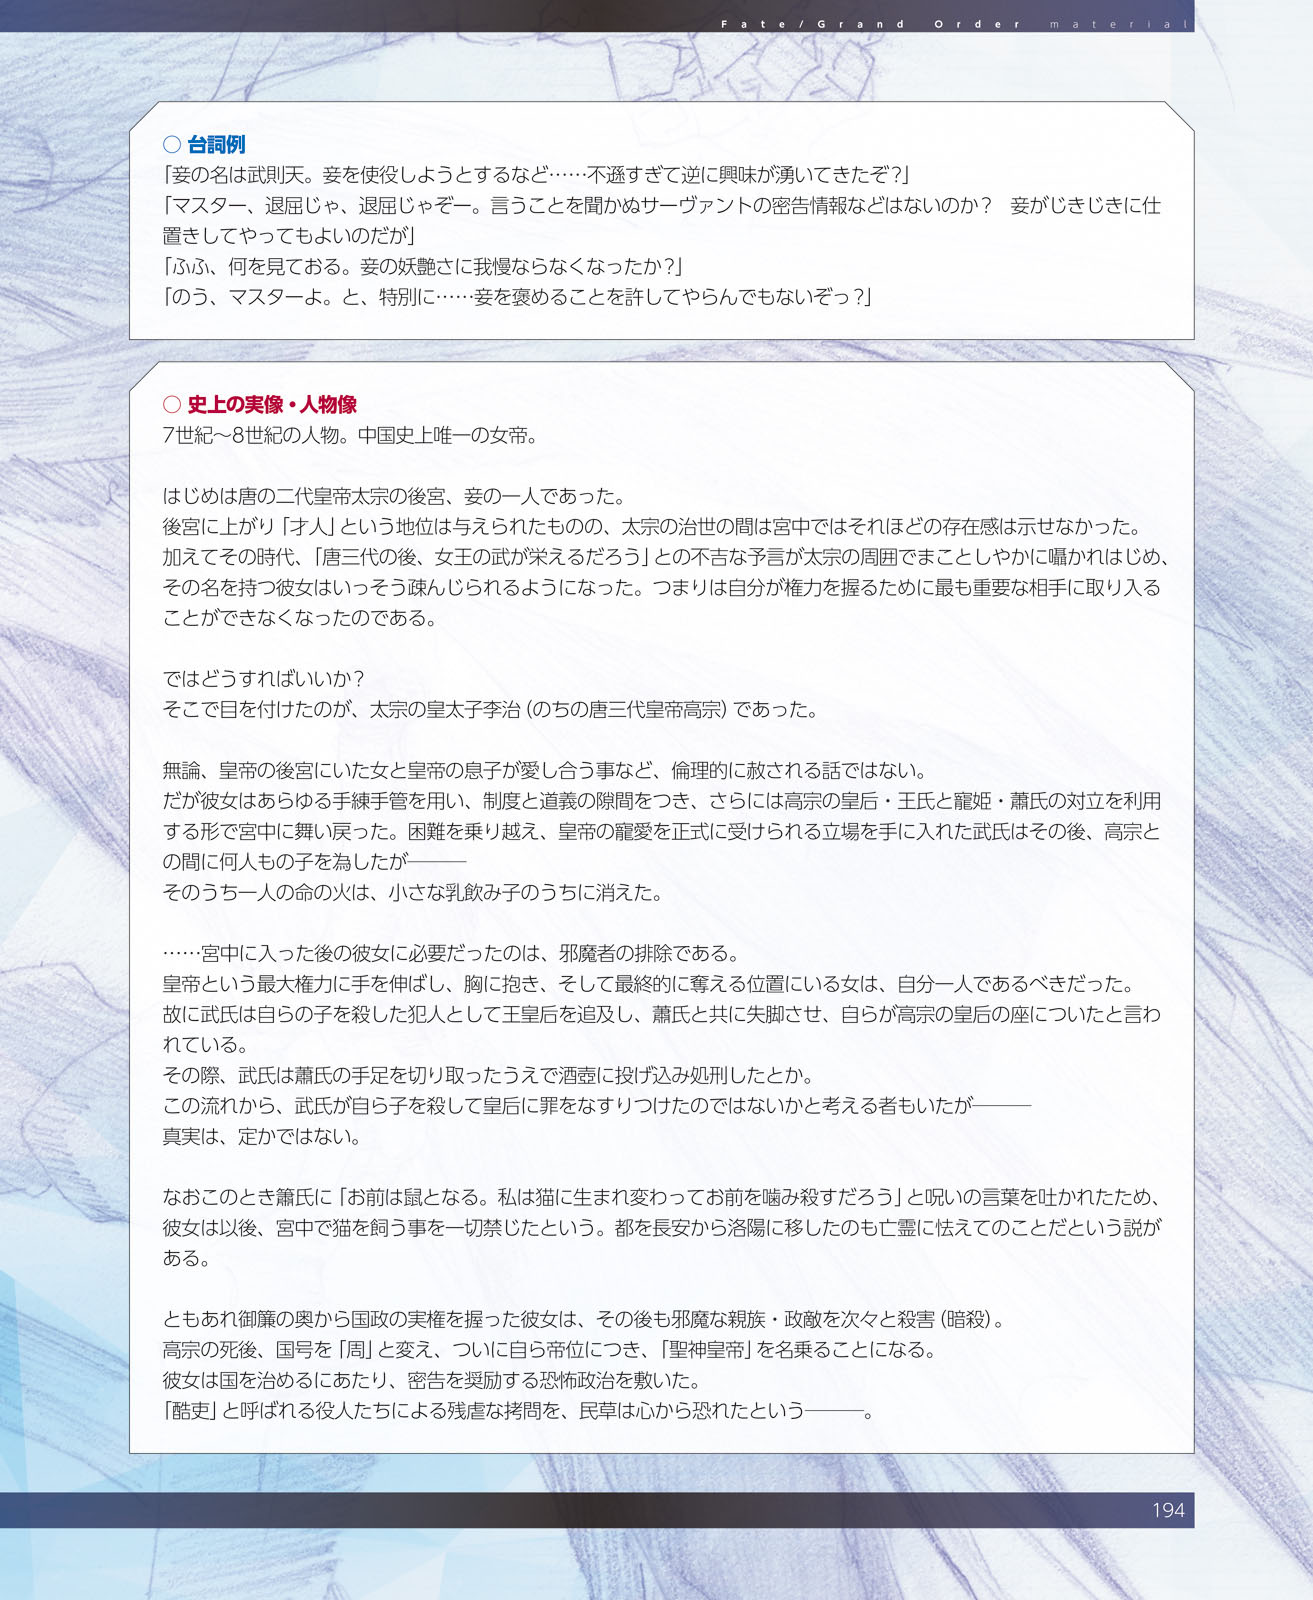 Fate/Grand Order material
○ 台詞例
「妾の名は武則天。妾を使役しようとするなど……不遜すぎて逆に興味が湧いてきたぞ？」
「マスター、退屈じゃ、退屈じゃぞー。言うことを聞かぬサーヴァントの密告情報などはないのか？　妾がじきじきに仕
置きしてやってもよいのだが」
「ふふ、何を見ておる。妾の妖艶さに我慢ならなくなったか？」
「のう、マスターよ。と、特別に……妾を褒めることを許してやらんでもないぞっ？」
○ 史上の実像・人物像
7世紀～8世紀の人物。中国史上唯一の女帝。
はじめは唐の二代皇帝太宗の後宮、妾の一人であった。
後宮に上がり「才人」という地位は与えられたものの、太宗の治世の間は宮中ではそれほどの存在感は示せなかった。
加えてその時代、「唐三代の後、女王の武が栄えるだろう」との不吉な予言が太宗の周囲でまことしやかに囁かれはじめ、
その名を持つ彼女はいっそう疎んじられるようになった。つまりは自分が権力を握るために最も重要な相手に取り入る
ことができなくなったのである。
ではどうすればいいか？
そこで目を付けたのが、太宗の皇太子李治（のちの唐三代皇帝高宗）であった。
無論、皇帝の後宮にいた女と皇帝の息子が愛し合う事など、倫理的に赦される話ではない。
だが彼女はあらゆる手練手管を用い、制度と道義の隙間をつき、さらには高宗の皇后・王氏と寵姫・蕭氏の対立を利用
する形で宮中に舞い戻った。困難を乗り越え、皇帝の寵愛を正式に受けられる立場を手に入れた武氏はその後、高宗と
の間に何人もの子を為したが―――
そのうち一人の命の火は、小さな乳飲み子のうちに消えた。
……宮中に入った後の彼女に必要だったのは、邪魔者の排除である。
皇帝という最大権力に手を伸ばし、胸に抱き、そして最終的に奪える位置にいる女は、自分一人であるべきだった。
故に武氏は自らの子を殺した犯人として王皇后を追及し、蕭氏と共に失脚させ、自らが高宗の皇后の座についたと言わ
れている。
その際、武氏は蕭氏の手足を切り取ったうえで酒壺に投げ込み処刑したとか。
この流れから、武氏が自ら子を殺して皇后に罪をなすりつけたのではないかと考える者もいたが―――
真実は、定かではない。
なおこのとき簫氏に「お前は鼠となる。私は猫に生まれ変わってお前を噛み殺すだろう」と呪いの言葉を吐かれたため、
彼女は以後、宮中で猫を飼う事を一切禁じたという。都を長安から洛陽に移したのも亡霊に怯えてのことだという説が
ある。
ともあれ御簾の奥から国政の実権を握った彼女は、その後も邪魔な親族・政敵を次々と殺害（暗殺）。
高宗の死後、国号を「周」と変え、ついに自ら帝位につき、「聖神皇帝」を名乗ることになる。
彼女は国を治めるにあたり、密告を奨励する恐怖政治を敷いた。
「酷吏」と呼ばれる役人たちによる残虐な拷問を、民草は心から恐れたという―――。
194